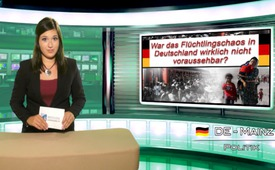 War das Flüchtlingschaos in
Deutschland wirklich nicht
voraussehbar?
DE - MAINZ
POLITIK